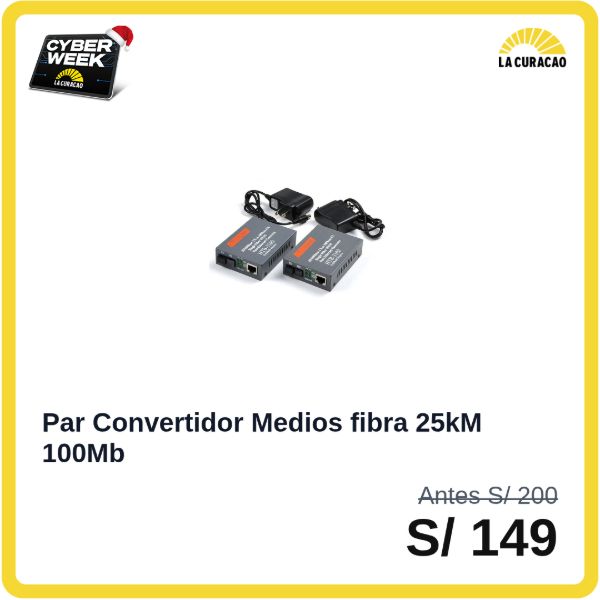 CYBER
WEEK
LA CURACAO
LA CURACAO
Par Convertidor Medios fibra 25kM
100Mb
Antes S/ 200
S/ 149